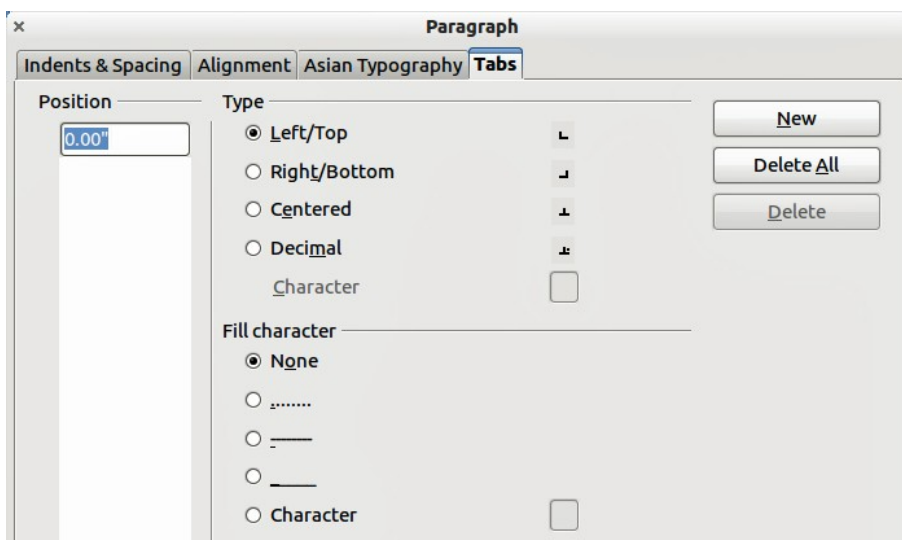 Paragraph
Indents & Spacing Alignment Asian Typography Tabs
Position
0.00"
Type
Left/Top
Right/Bottom
Centered
Decimal
Character
Fill character
None
.......
-------
_____
Character
New
Delete All
Delete